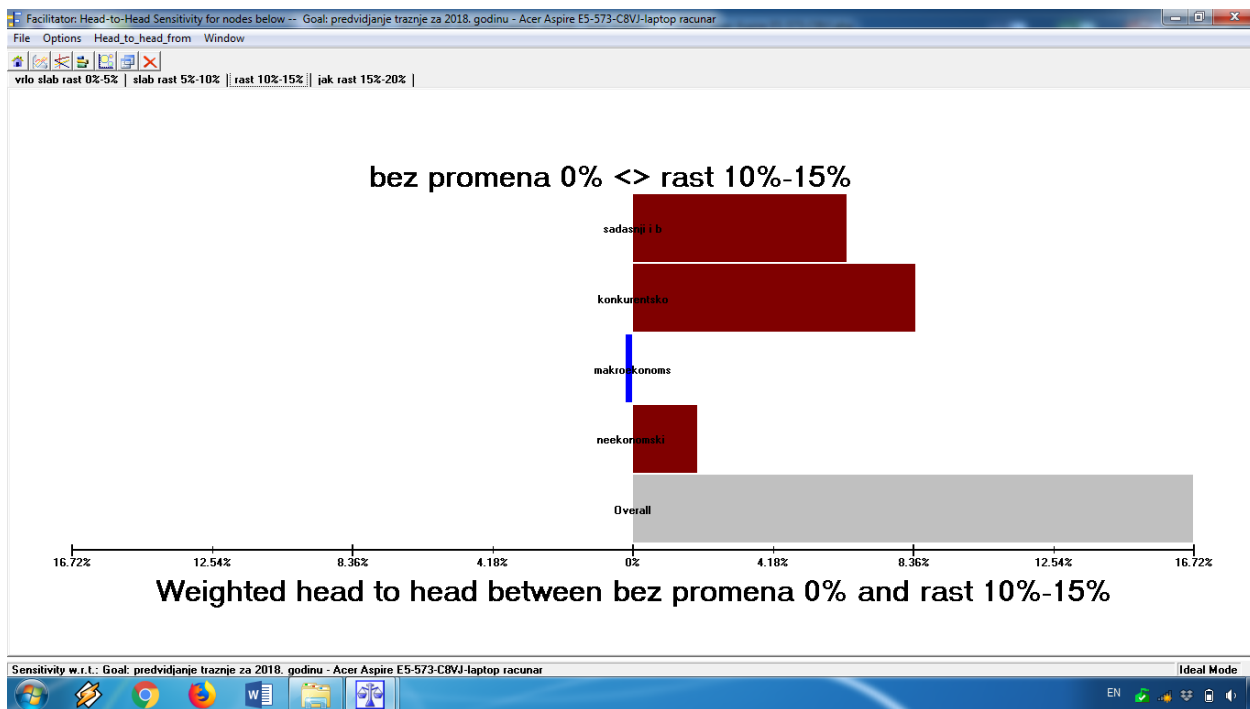 Facilitator: Head-to-Head Sensitivity for nodes below -- Goal: predvidjanje traznje za 2018. godinu - Acer Aspire E5-573-C8VJ-laptop racunar
File Options Head_to_head_from Window
vrlo slab rast 0%-5% | slab rast 5%-10% | rast 10%-15% | jak rast 15%-20% |
bez promena 0% <> rast 10%-15%
sadasnji i b
konkurentsko
makroekonoms
neekonomski
Overall
16.72% 12.54% 8.36% 4.18% 0% 4.18% 8.36% 12.54% 16.72%
Weighted head to head between bez promena 0% and rast 10%-15%
Sensitivity w.r.t.: Goal: predvidjanje traznje za 2018. godinu - Acer Aspire E5-573-C8VJ-laptop racunar Ideal Mode
EN